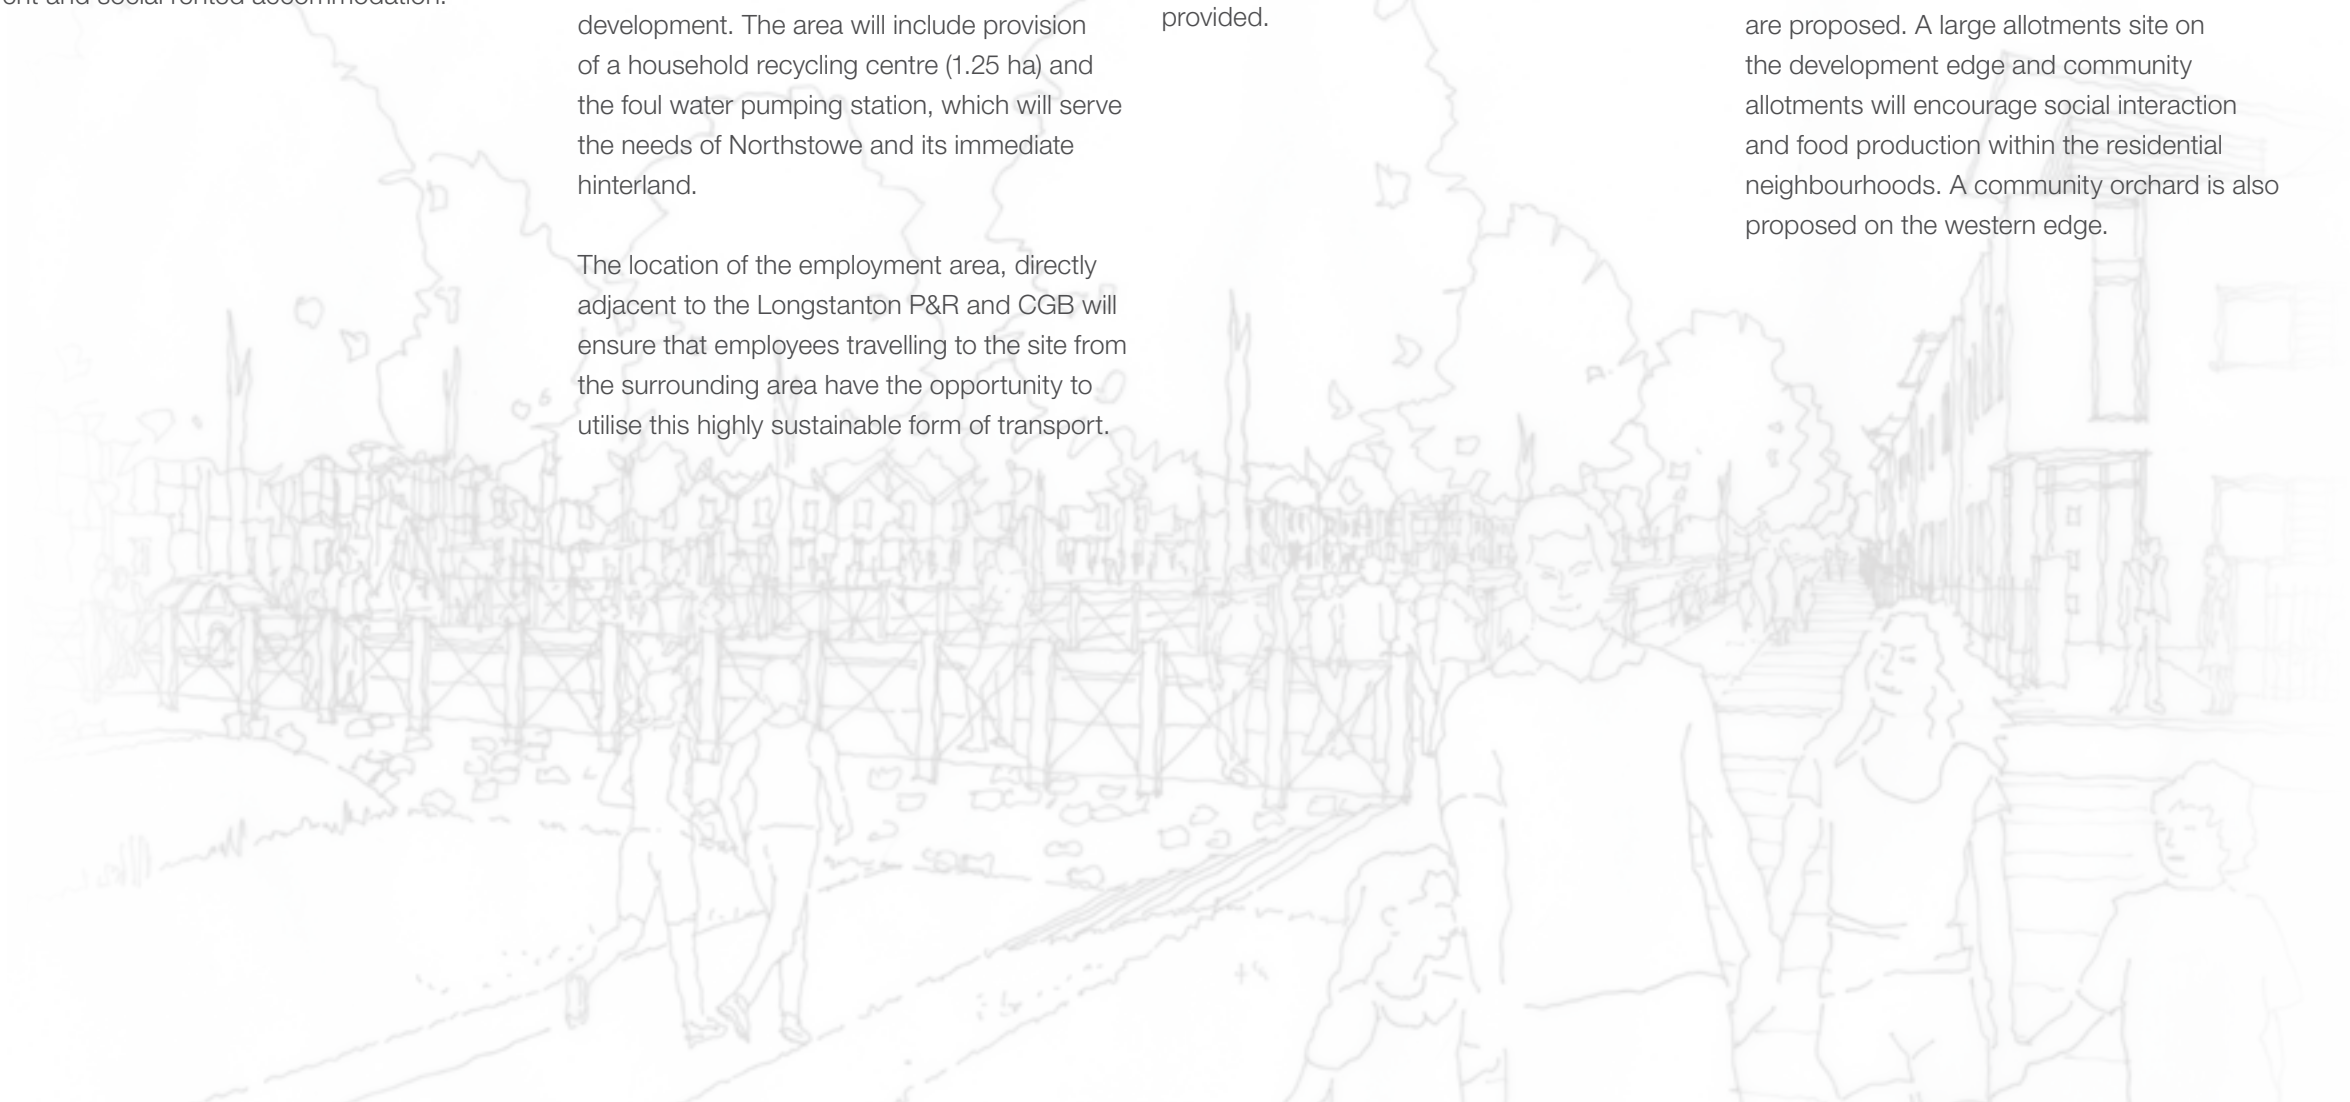 and social rented accommodation.
development. The area will include provision
of a household recycling centre (1.25 ha) and
the foul water pumping station, which will serve
the needs of Northstowe and its immediate
hinterland.
The location of the employment area, directly
adjacent to the Longstanton P&R and CGB will
ensure that employees travelling to the site from
the surrounding area have the opportunity to
utilise this highly sustainable form of transport.
provided.
are proposed. A large allotments site on
the development edge and community
allotments will encourage social interaction
and food production within the residential
neighbourhoods. A community orchard is also
proposed on the western edge.